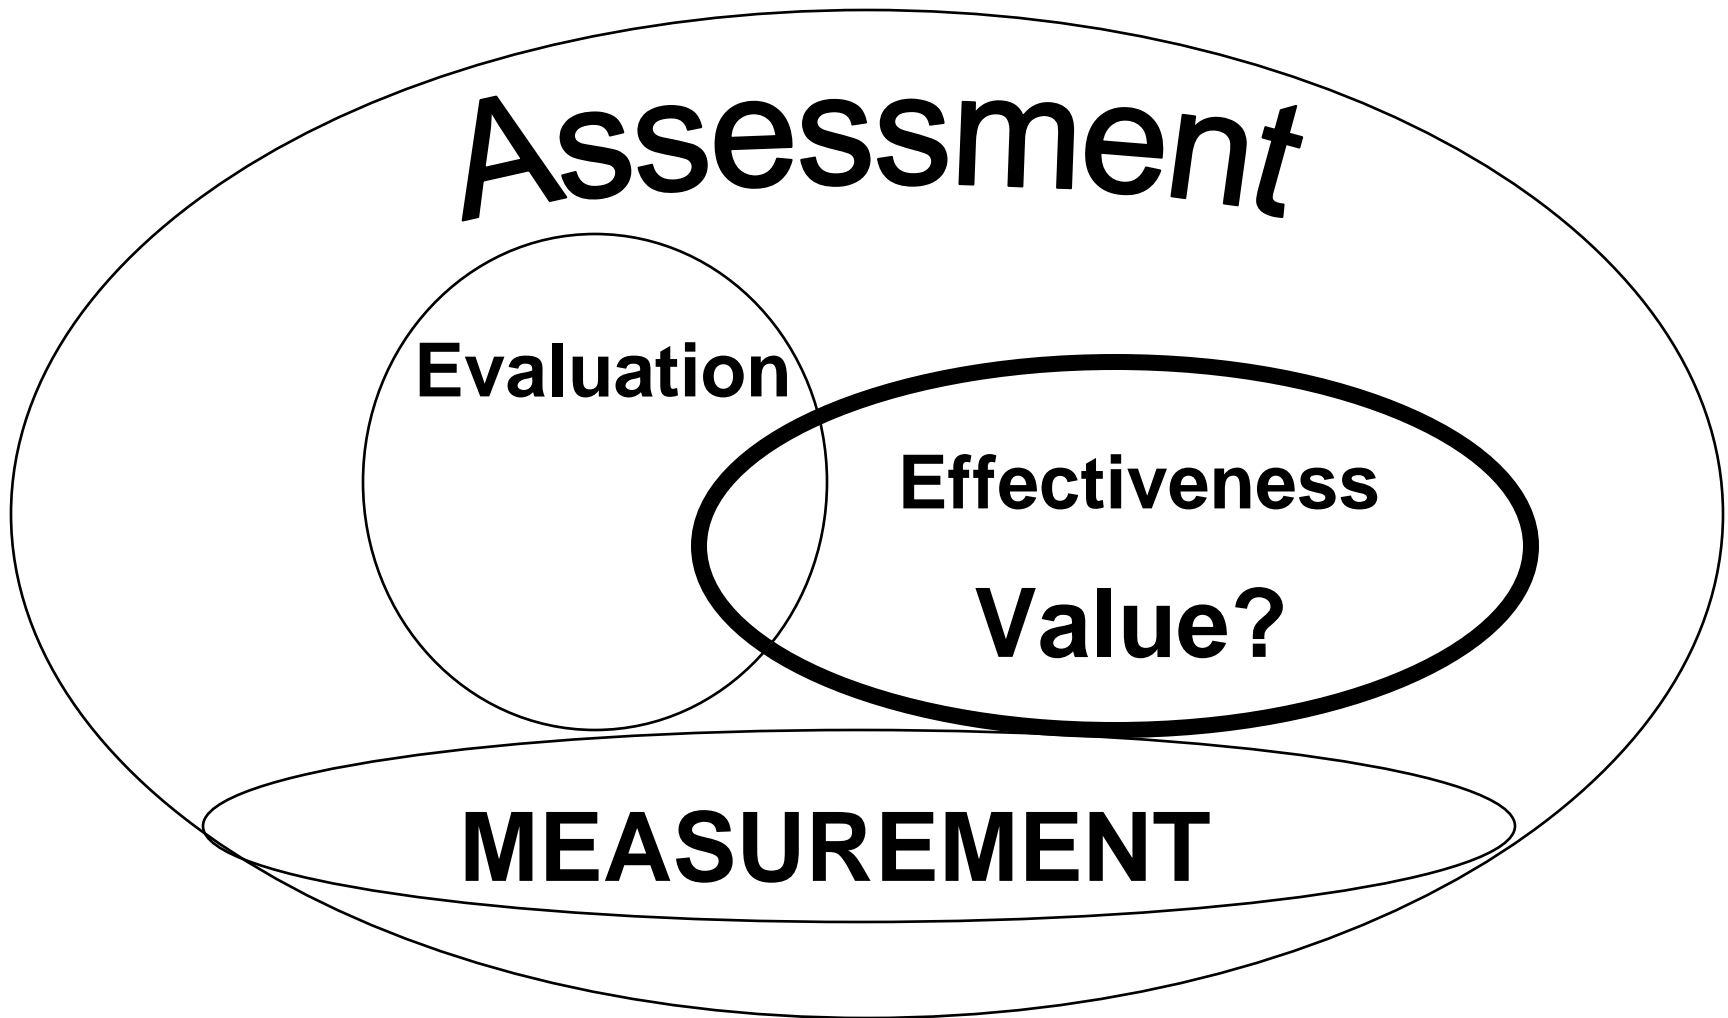 Assessment
Evaluation
Effectiveness
Value?
MEASUREMENT